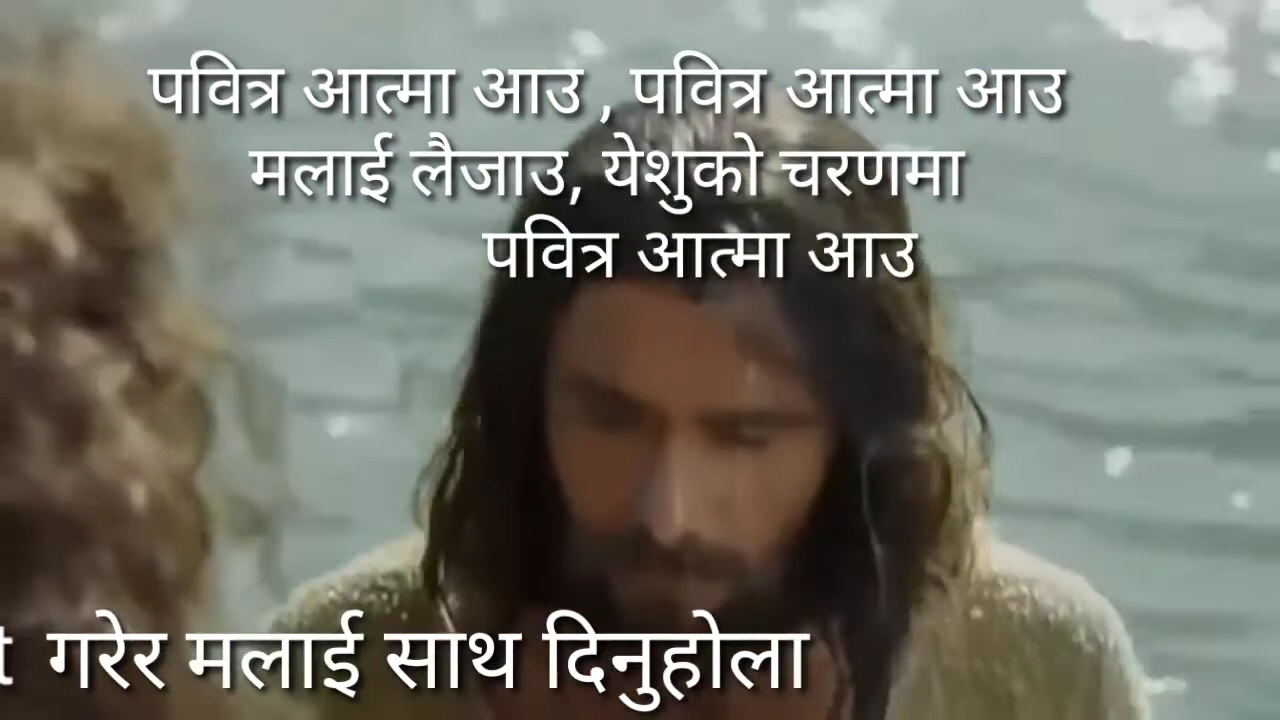 पवित्र आत्मा आउ , पवित्र आत्मा आउ
मलाई लैजाउ, येशुको चरणमा
पवित्र आत्मा आउ
t गरेर मलाई साथ दिनुहोला